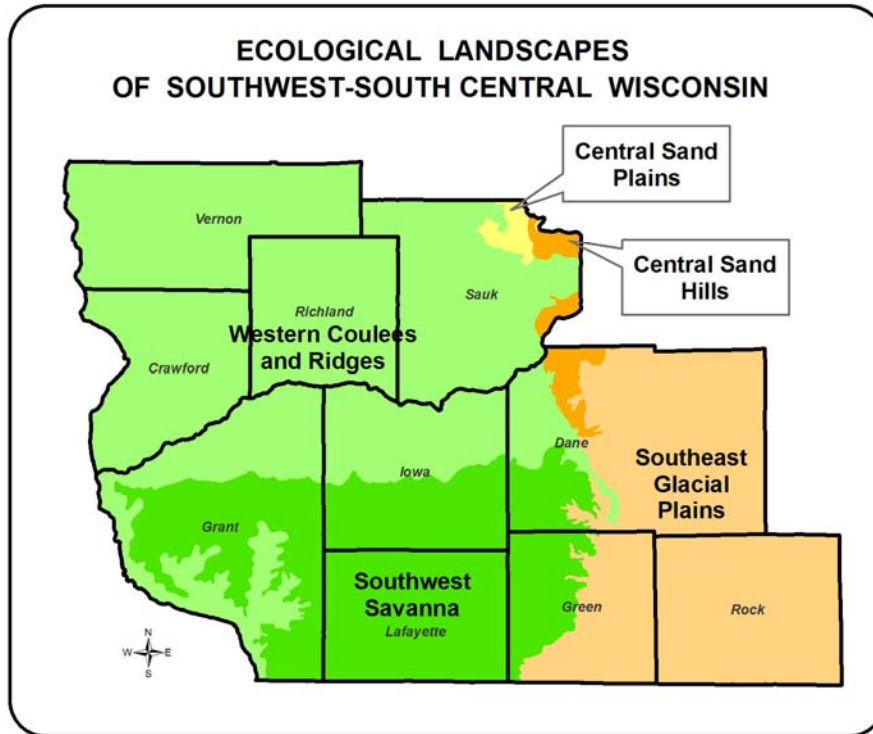 ECOLOGICAL LANDSCAPES
OF SOUTHWEST-SOUTH CENTRAL WISCONSIN
Central Sand
Plains
Vernon
Central Sand
Hills
Sauk
Richland
Western Coulees
and Ridges
Crawford
Dane
Southeast
Glacial
Plains
Iowa
Grant
Southwest
Savanna
Lafayette
Green
Rock
N
W E
S